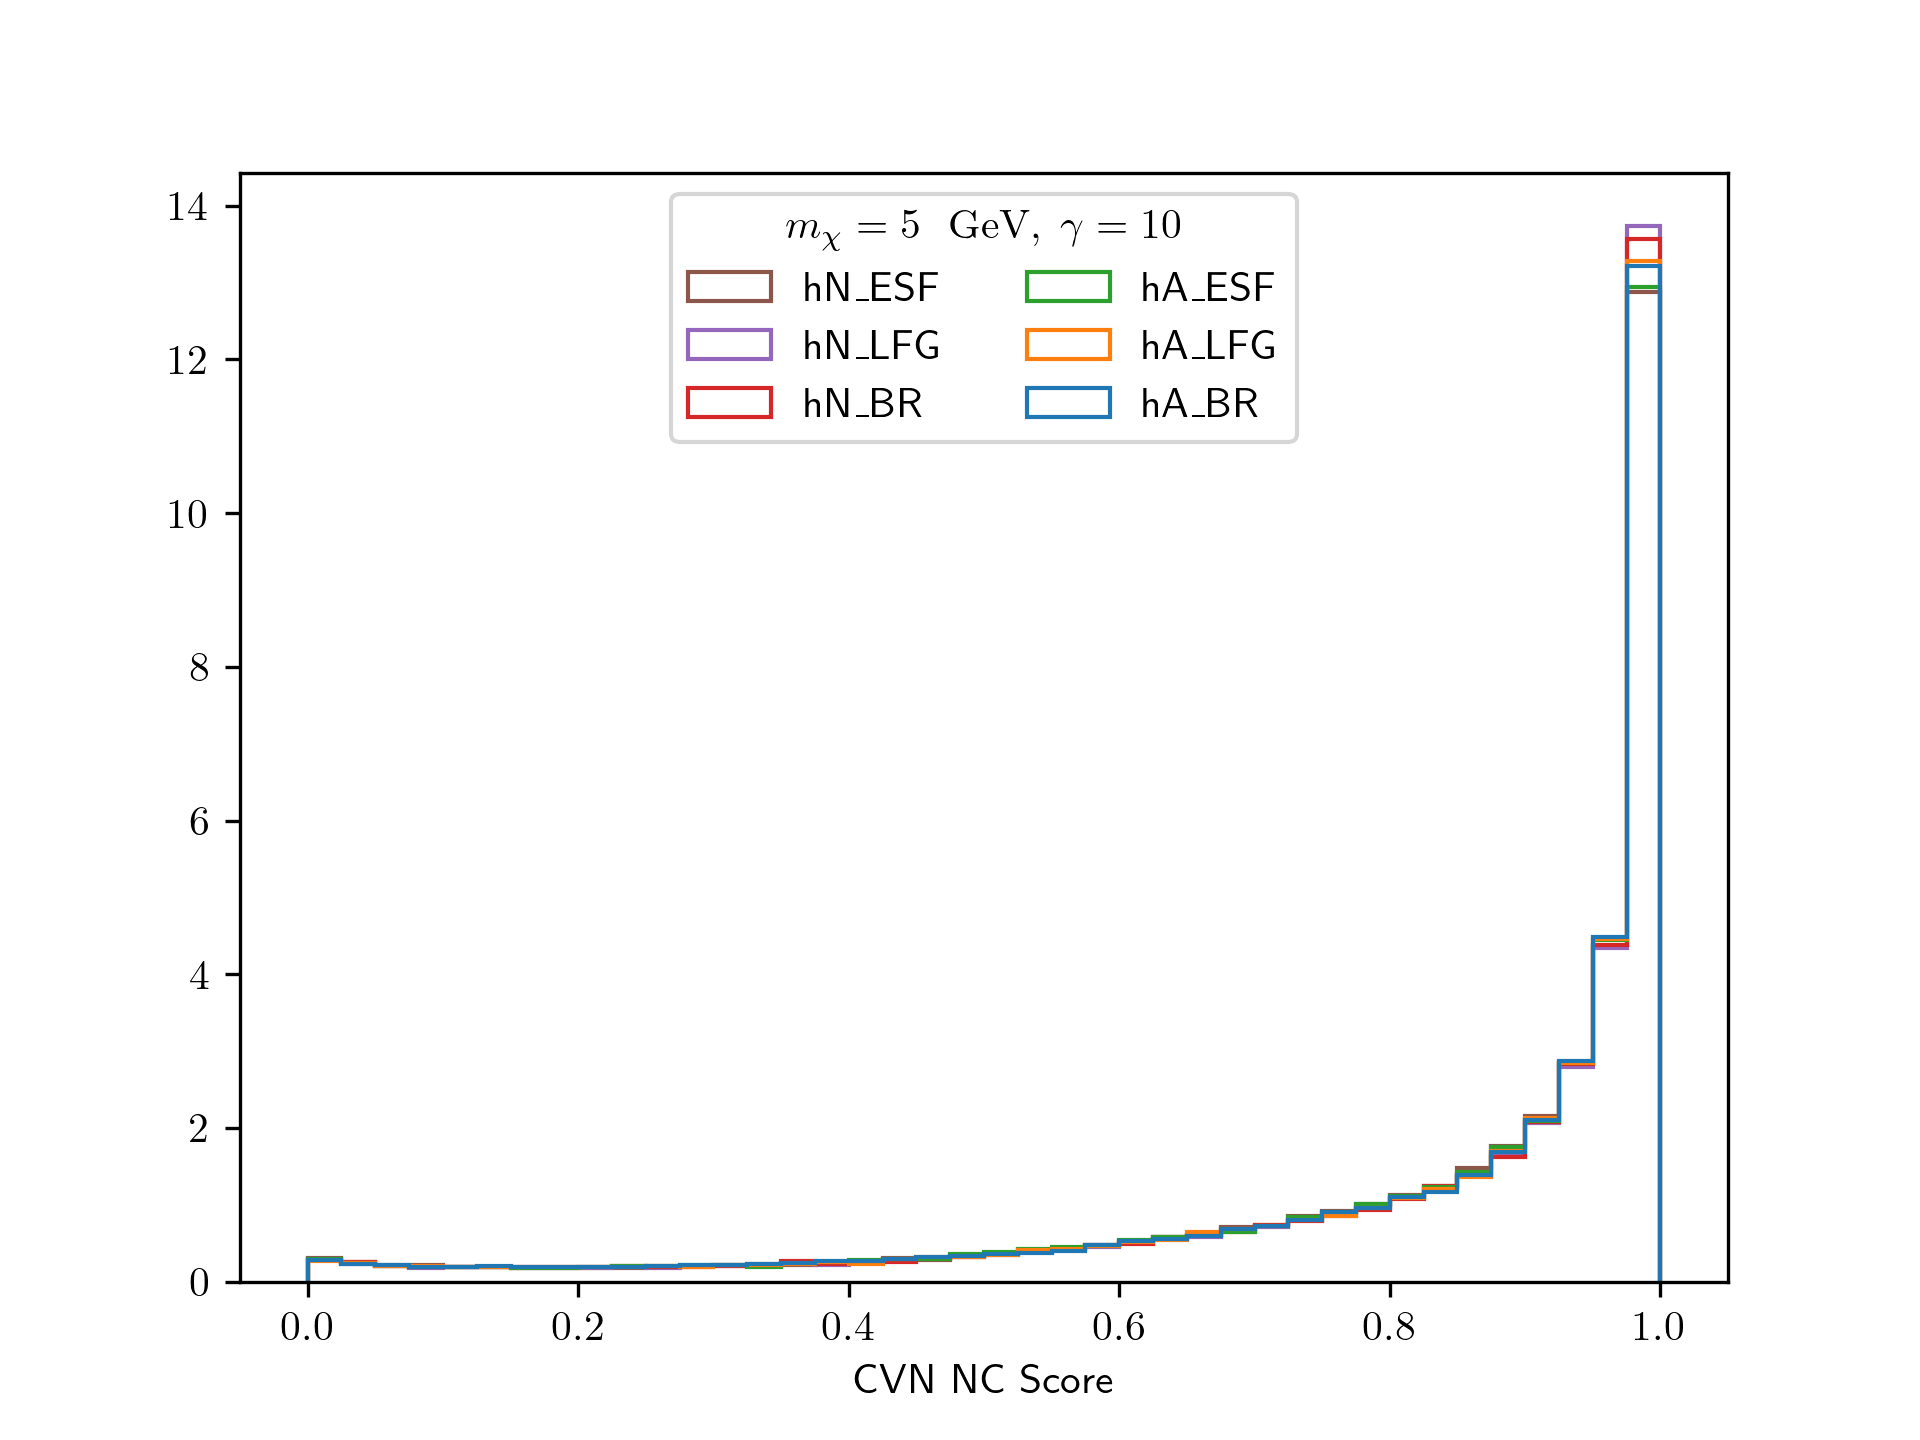 14
12
10
8
6
4
2
0
m_χ = 5 GeV, γ = 10
hN_ESF hA_ESF
hN_LFG hA_LFG
hN_BR hA_BR
0.0 0.2 0.4 0.6 0.8 1.0
CVN NC Score